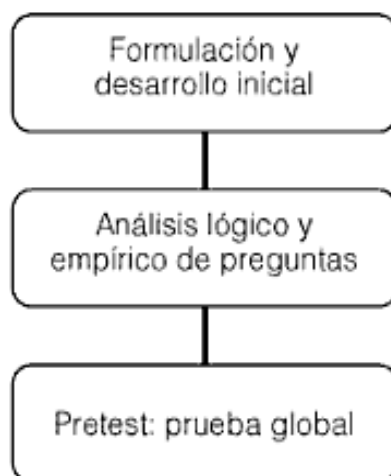 Formulación y
desarrollo inicial
Análisis lógico y
empírico de preguntas
Pretest: prueba global